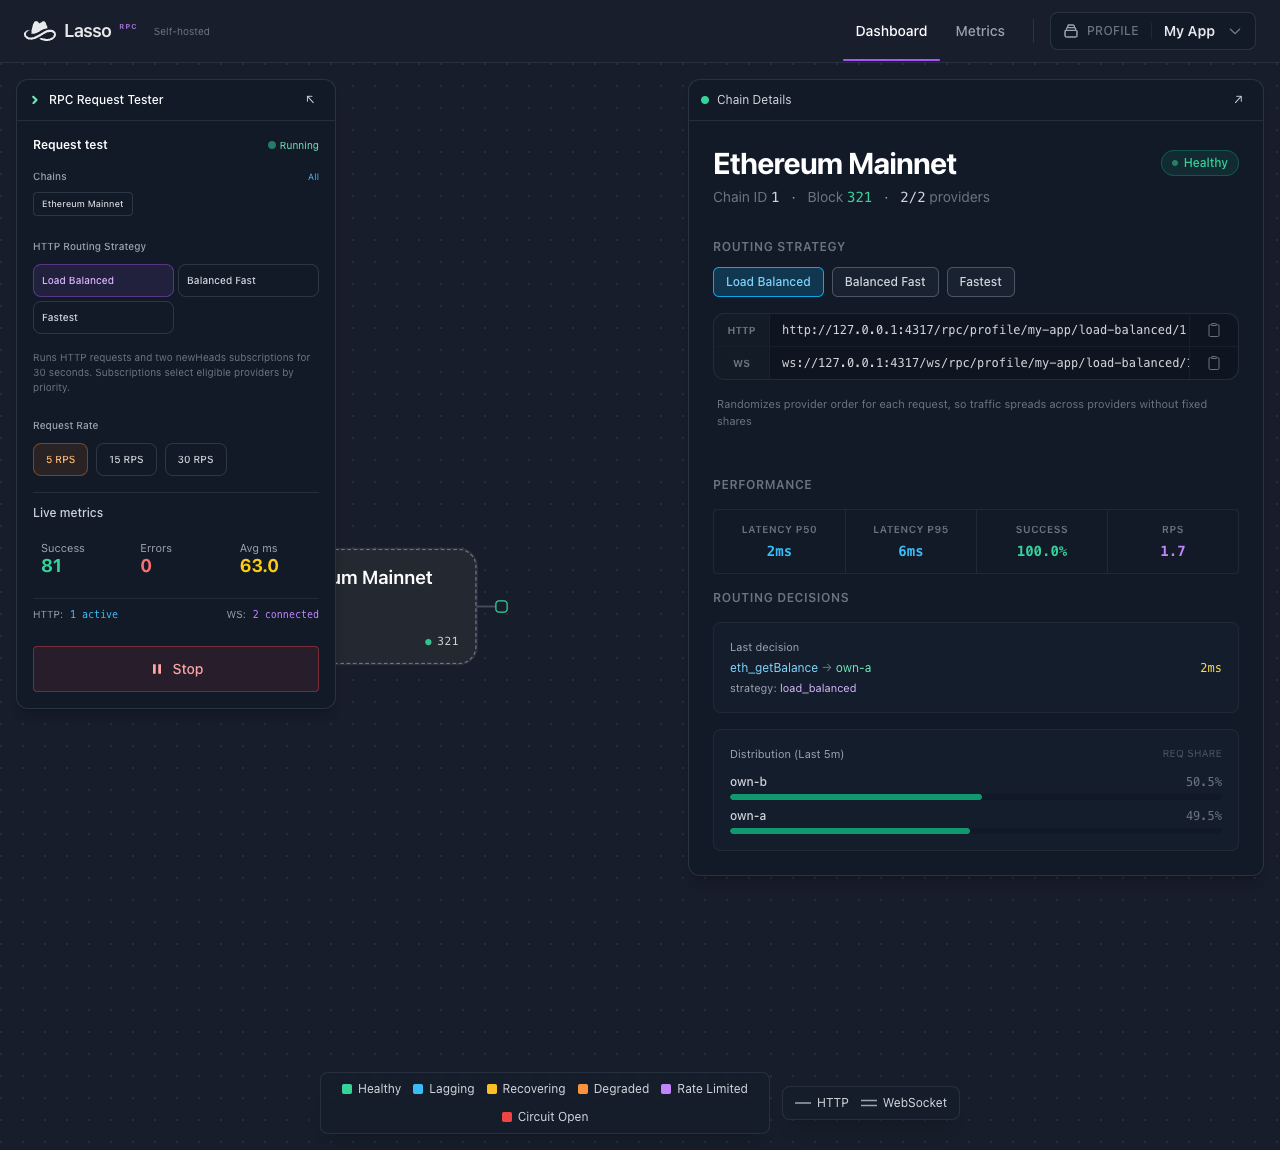 Lasso RPC Self-hosted
Dashboard
Metrics
PROFILE My App
RPC Request Tester
Request test
Running
Chains
All
Ethereum Mainnet
HTTP Routing Strategy
Load Balanced
Balanced Fast
Fastest
Runs HTTP requests and two newHeads subscriptions for
30 seconds. Subscriptions select eligible providers by
priority.
Request Rate
5 RPS
15 RPS
30 RPS
Live metrics
Success
Errors
Avg ms
81
0
63.0
HTTP: 1 active
WS: 2 connected
Stop
um Mainnet
321
Chain Details
Ethereum Mainnet
Healthy
Chain ID 1 · Block 321 · 2/2 providers
ROUTING STRATEGY
Load Balanced
Balanced Fast
Fastest
HTTP http://127.0.0.1:4317/rpc/profile/my-app/load-balanced/1
WS ws://127.0.0.1:4317/ws/rpc/profile/my-app/load-balanced/
Randomizes provider order for each request, so traffic spreads across providers without fixed
shares
PERFORMANCE
LATENCY P50
LATENCY P95
SUCCESS
RPS
2ms
6ms
100.0%
1.7
ROUTING DECISIONS
Last decision
eth_getBalance → own-a
2ms
strategy: load_balanced
Distribution (Last 5m)
REQ SHARE
own-b
50.5%
own-a
49.5%
Healthy
Lagging
Recovering
Degraded
Rate Limited
Circuit Open
HTTP
WebSocket